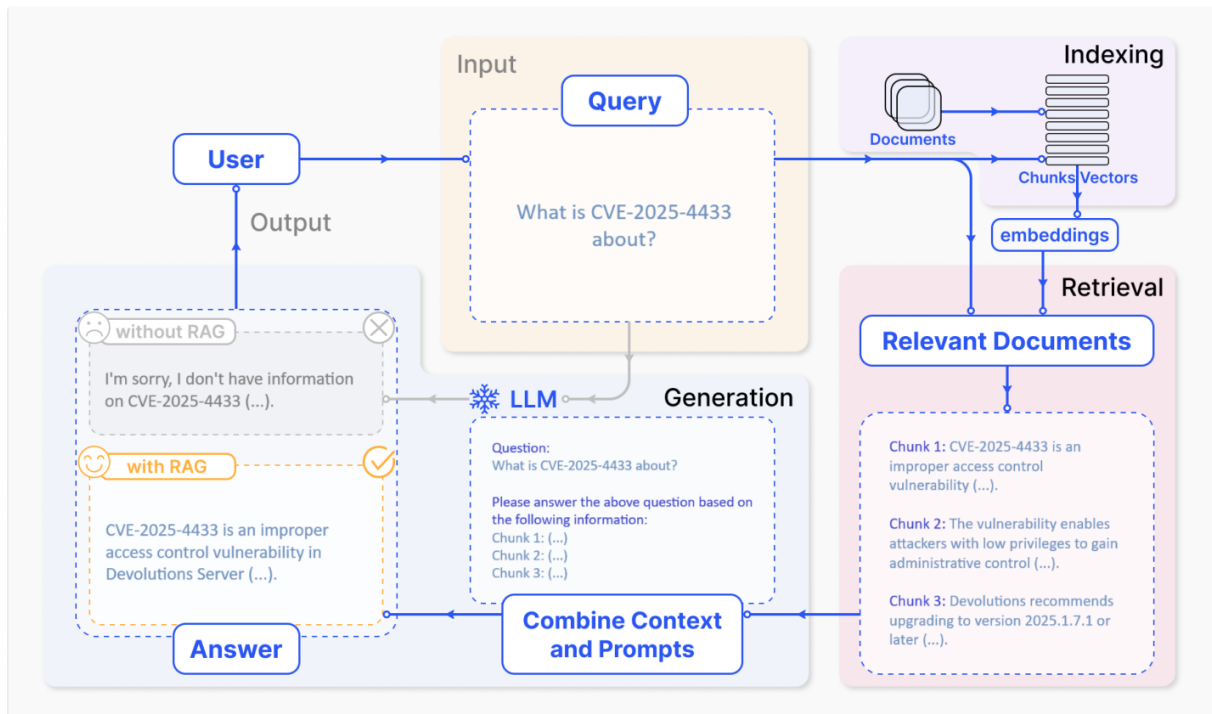 Input
Query
What is CVE-2025-4433
about?
Indexing
Documents
Chunks Vectors
embeddings
User
Output
Retrieval
Relevant Documents
Chunk 1: CVE-2025-4433 is an
improper access control
vulnerability (...).
Chunk 2: The vulnerability enables
attackers with low privileges to gain
administrative control (...).
Chunk 3: Devolutions recommends
upgrading to version 2025.1.7.1 or
later (...).
LLM
Generation
Question:
What is CVE-2025-4433 about?
Please answer the above question based on
the following information:
Chunk 1: (...)
Chunk 2: (...)
Chunk 3: (...)
Combine Context
and Prompts
without RAG
I'm sorry, I don't have information
on CVE-2025-4433 (...).
with RAG
CVE-2025-4433 is an improper
access control vulnerability in
Devolutions Server (...).
Answer